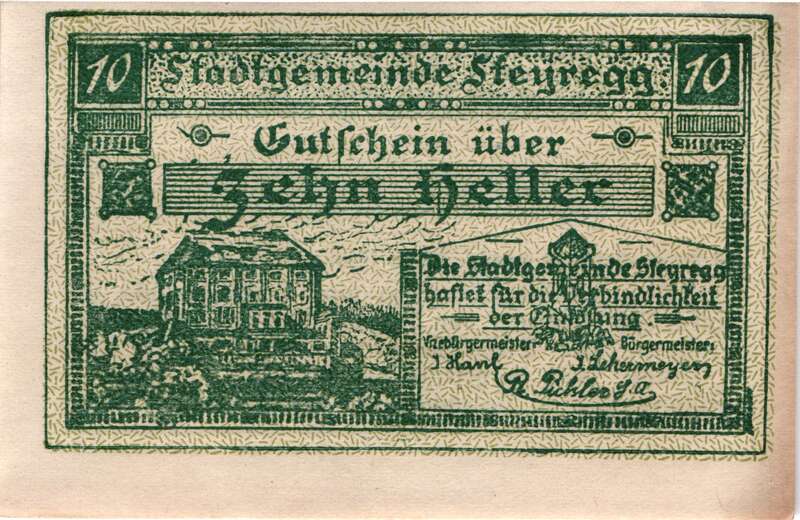 10 Stadtgemeinde Steyregg 10
Gutschein über
Zehn Heller
Die Stadtgemeinde Steyregg
haftet für die Verbindlichkeit
der Einlösung.
Vizebürgermeister: Bürgermeister:
J. Lehermeyer